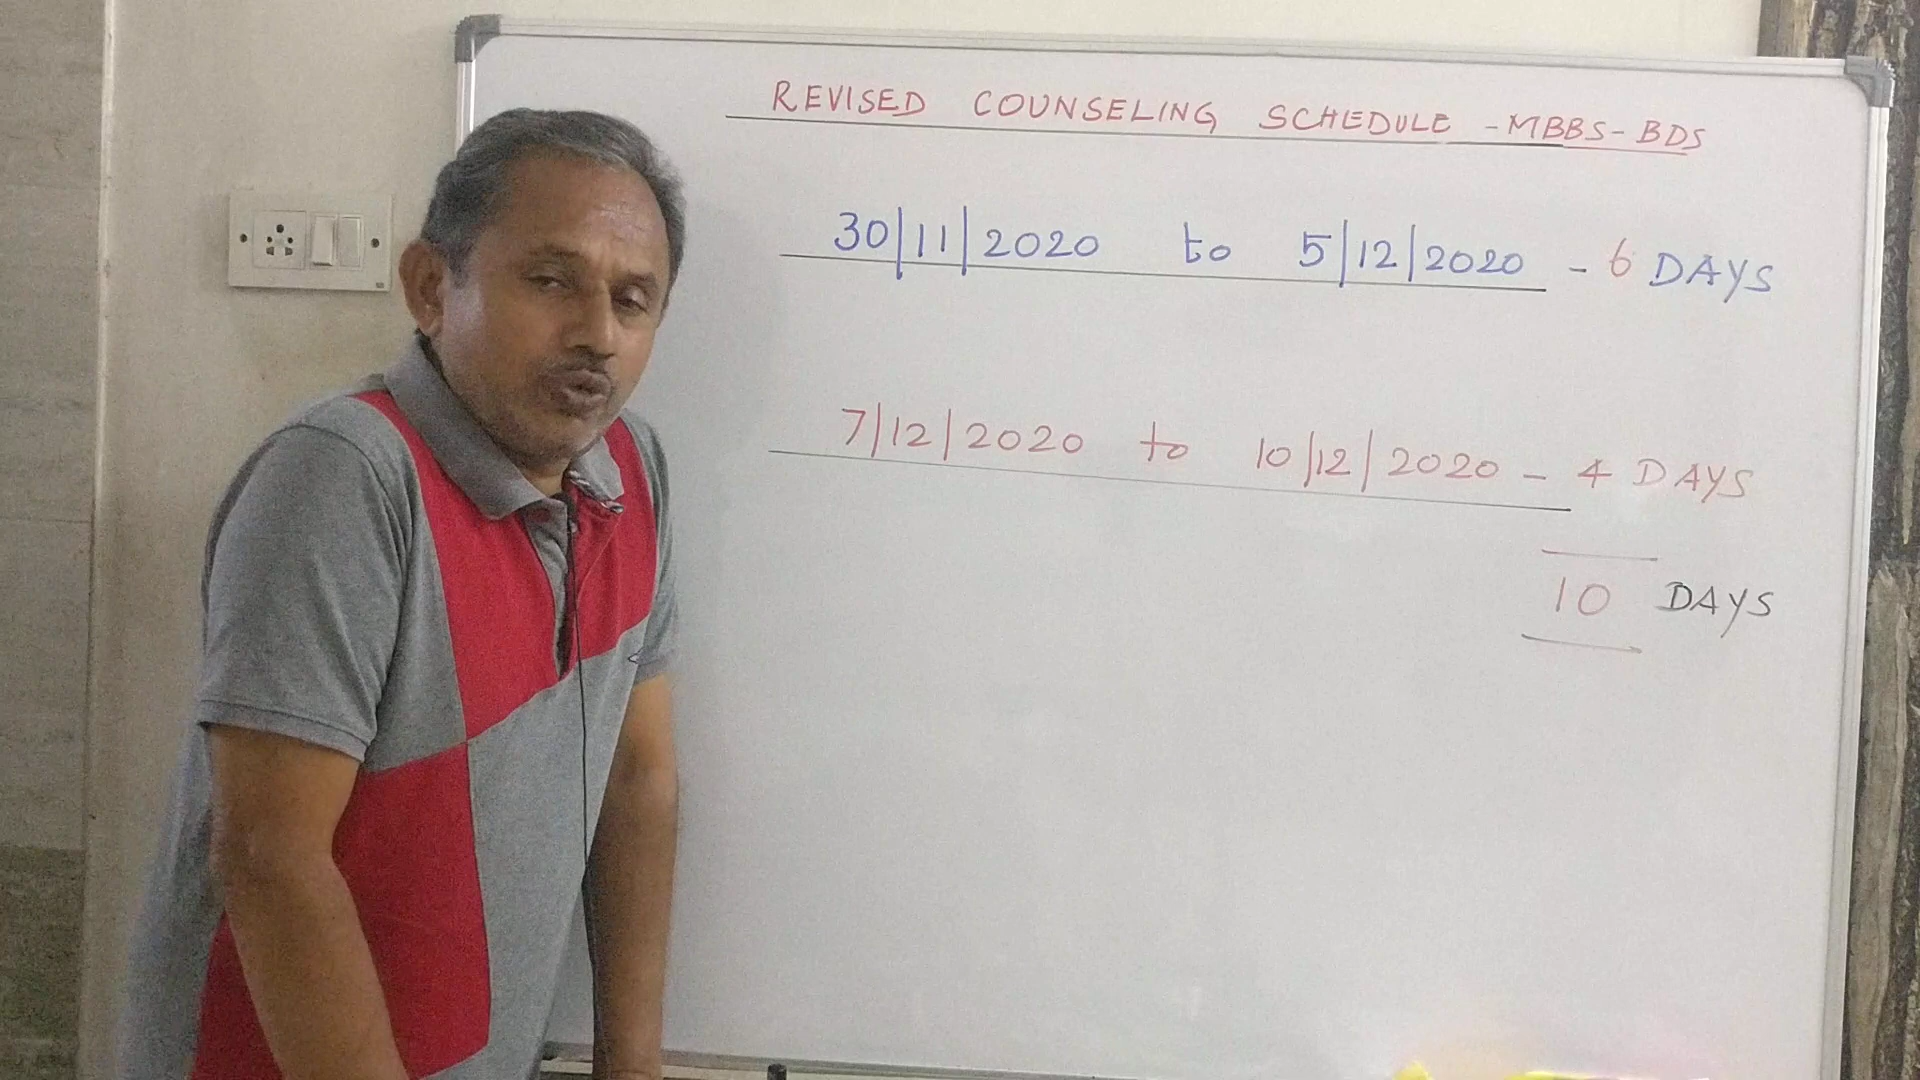 REVISED COUNSELING SCHEDULE - MBBS - BDS
30/11/2020 to 5/12/2020 - 6 DAYS
7/12/2020 to 10/12/2020 - 4 DAYS
10 DAYS